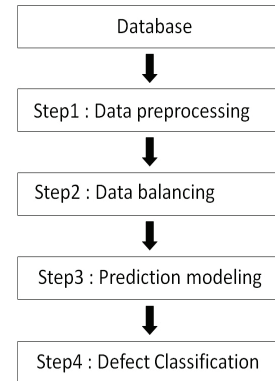 Database
Step1 : Data preprocessing
Step2 : Data balancing
Step3 : Prediction modeling
Step4 : Defect Classification